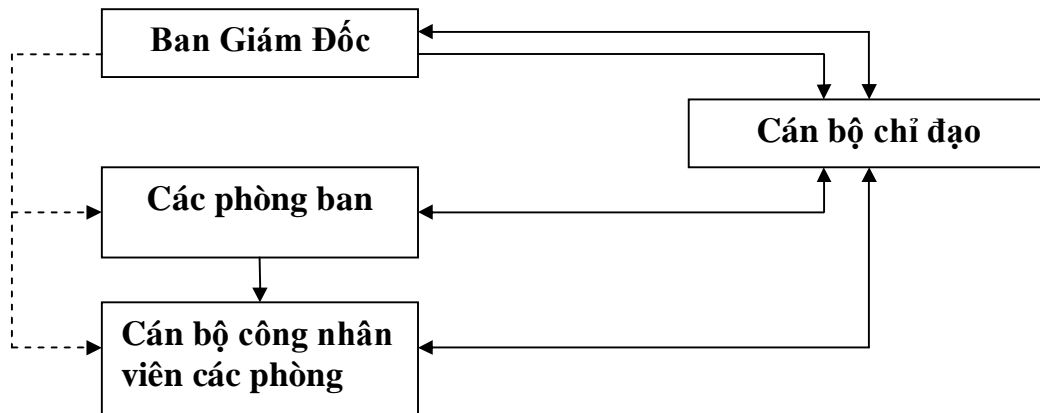 Ban Giám Đốc
Cán bộ chỉ đạo
Các phòng ban
Cán bộ công nhân
viên các phòng